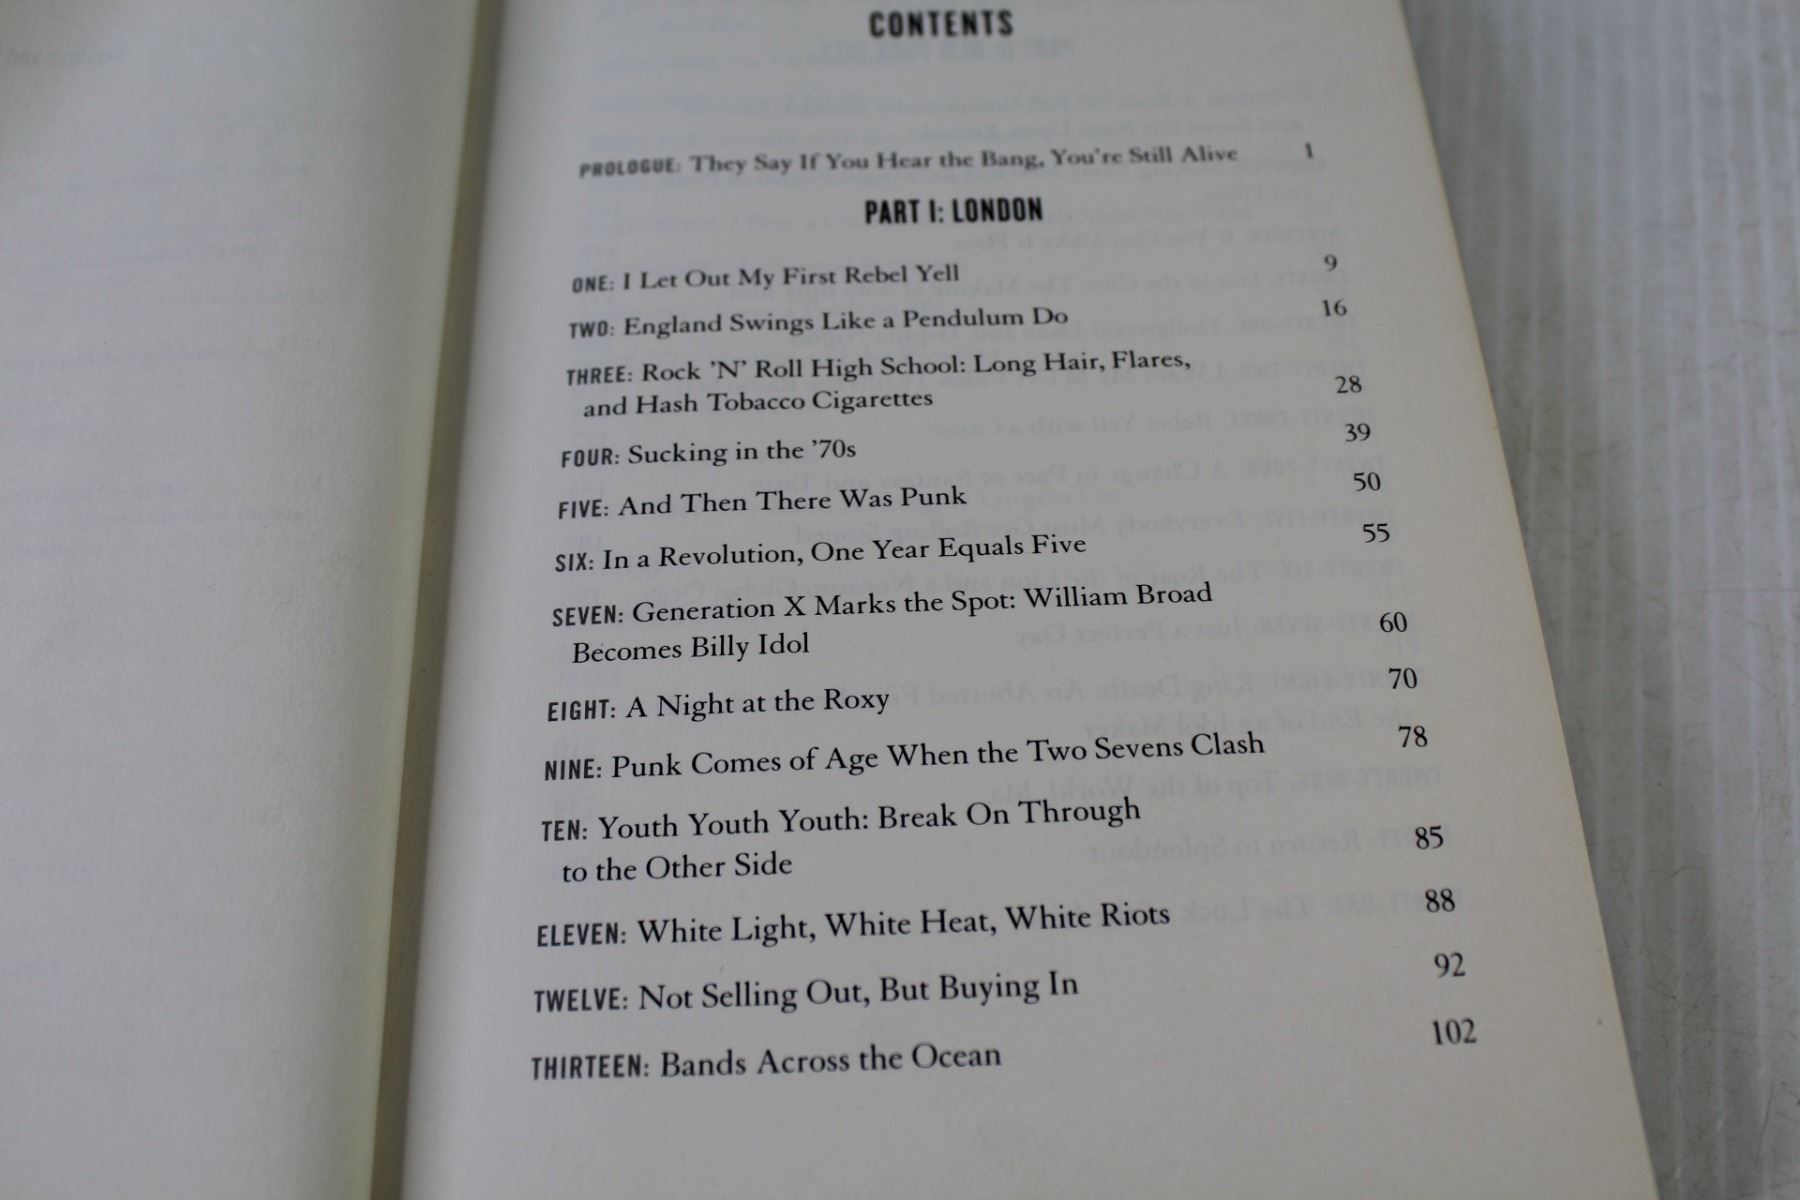 CONTENTS
PROLOGUE: They Say If You Hear the Bang, You're Still Alive 1
PART I: LONDON
ONE: I Let Out My First Rebel Yell 9
TWO: England Swings Like a Pendulum Do 16
THREE: Rock 'N' Roll High School: Long Hair, Flares,
and Hash Tobacco Cigarettes 28
FOUR: Sucking in the '70s 39
FIVE: And Then There Was Punk 50
SIX: In a Revolution, One Year Equals Five 55
SEVEN: Generation X Marks the Spot: William Broad
Becomes Billy Idol 60
EIGHT: A Night at the Roxy 70
NINE: Punk Comes of Age When the Two Sevens Clash 78
TEN: Youth Youth Youth: Break On Through
to the Other Side 85
ELEVEN: White Light, White Heat, White Riots 88
TWELVE: Not Selling Out, But Buying In 92
THIRTEEN: Bands Across the Ocean 102